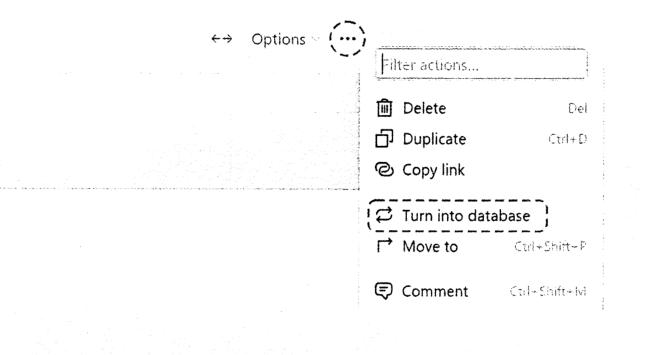 Options
Filter actions...
Delete Del
Duplicate Ctrl+D
Copy link
Turn into database
Move to Ctrl+Shift+P
Comment Ctrl+Shift+M